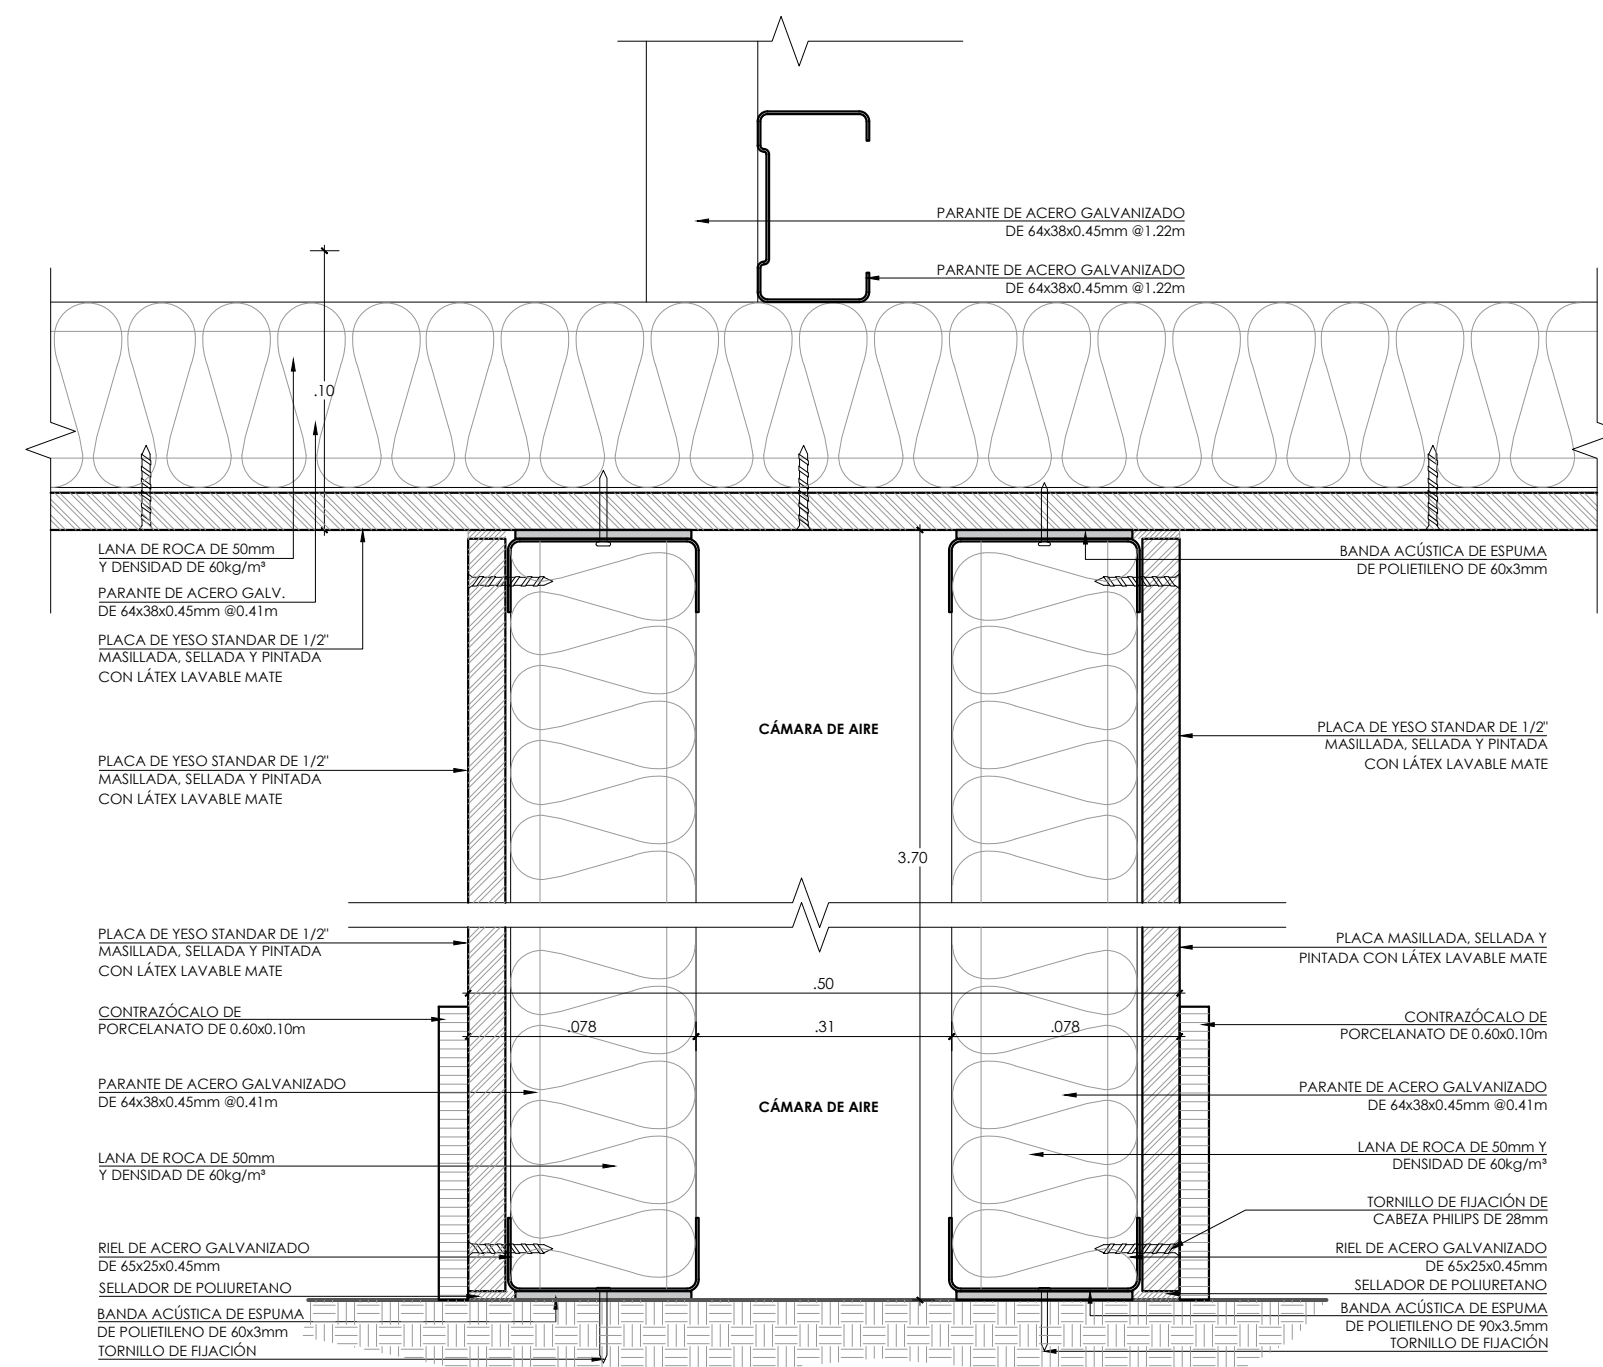 PARANTE DE ACERO GALVANIZADO
DE 64x38x0.45mm @1.22m
PARANTE DE ACERO GALVANIZADO
DE 64x38x0.45mm @1.22m
.10
LANA DE ROCA DE 50mm
Y DENSIDAD DE 60kg/m³
PARANTE DE ACERO GALV.
DE 64x38x0.45mm @0.41m
PLACA DE YESO STANDAR DE 1/2"
MASILLADA, SELLADA Y PINTADA
CON LÁTEX LAVABLE MATE
BANDA ACÚSTICA DE ESPUMA
DE POLIETILENO DE 60x3mm
CÁMARA DE AIRE
PLACA DE YESO STANDAR DE 1/2"
MASILLADA, SELLADA Y PINTADA
CON LÁTEX LAVABLE MATE
PLACA DE YESO STANDAR DE 1/2"
MASILLADA, SELLADA Y PINTADA
CON LÁTEX LAVABLE MATE
3.70
PLACA DE YESO STANDAR DE 1/2"
MASILLADA, SELLADA Y PINTADA
CON LÁTEX LAVABLE MATE
PLACA MASILLADA, SELLADA Y
PINTADA CON LÁTEX LAVABLE MATE
.50
CONTRAZÓCALO DE
PORCELANATO DE 0.60x0.10m
.078
.31
.078
CONTRAZÓCALO DE
PORCELANATO DE 0.60x0.10m
PARANTE DE ACERO GALVANIZADO
DE 64x38x0.45mm @0.41m
CÁMARA DE AIRE
PARANTE DE ACERO GALVANIZADO
DE 64x38x0.45mm @0.41m
LANA DE ROCA DE 50mm
Y DENSIDAD DE 60kg/m³
LANA DE ROCA DE 50mm Y
DENSIDAD DE 60kg/m³
TORNILLO DE FIJACIÓN DE
CABEZA PHILIPS DE 28mm
RIEL DE ACERO GALVANIZADO
DE 65x25x0.45mm
SELLADOR DE POLIURETANO
BANDA ACÚSTICA DE ESPUMA
DE POLIETILENO DE 60x3mm
TORNILLO DE FIJACIÓN
RIEL DE ACERO GALVANIZADO
DE 65x25x0.45mm
SELLADOR DE POLIURETANO
BANDA ACÚSTICA DE ESPUMA
DE POLIETILENO DE 90x3.5mm
TORNILLO DE FIJACIÓN